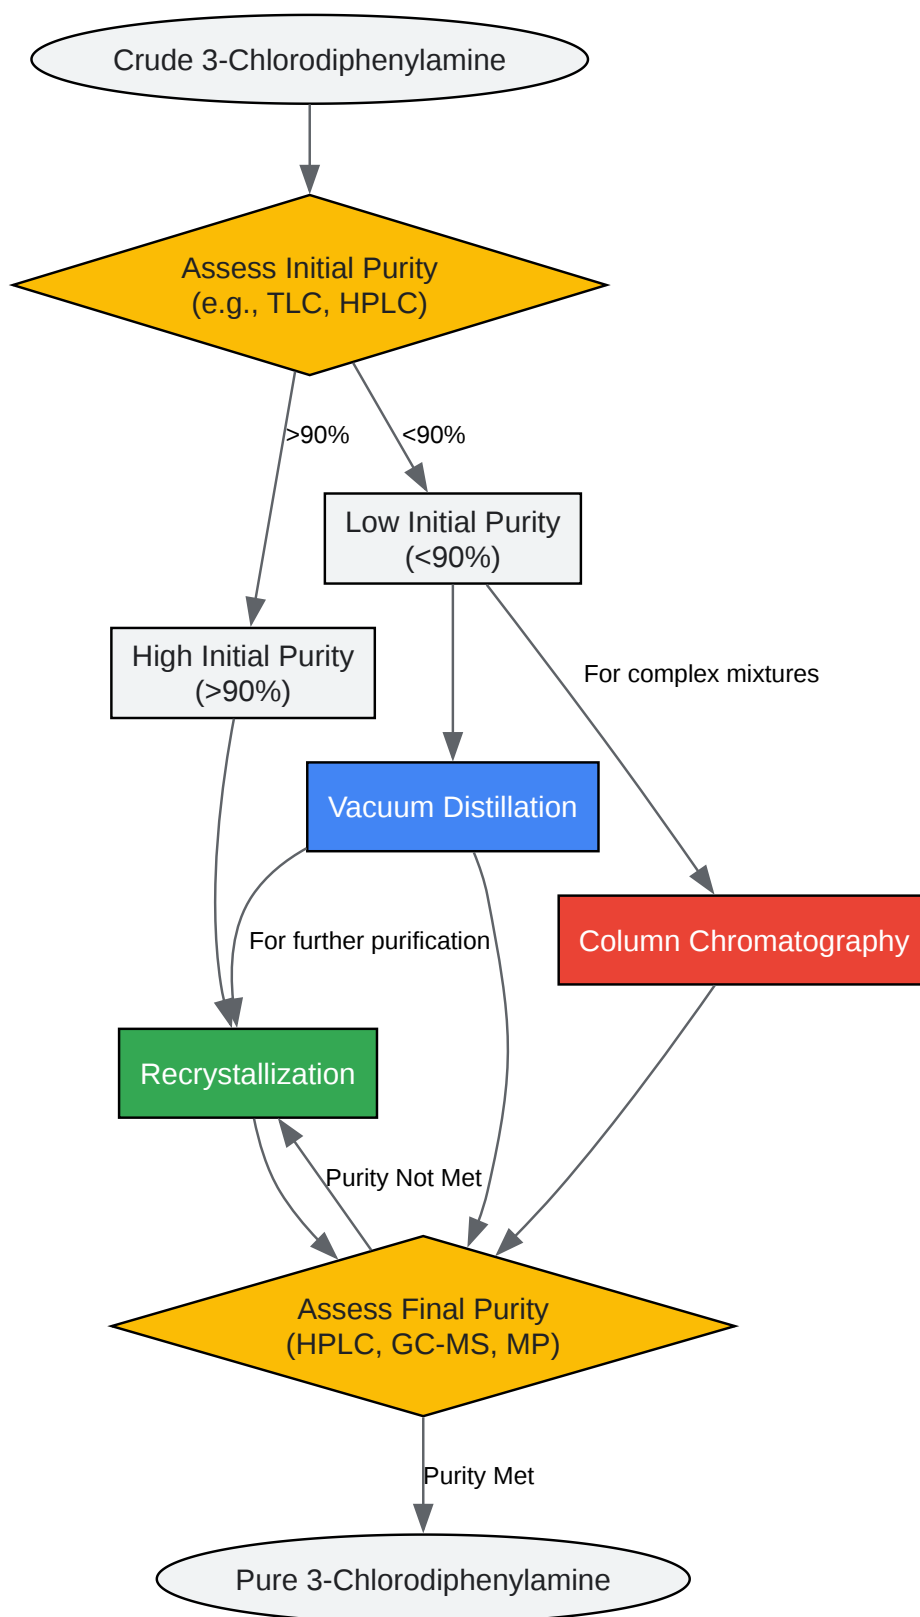 Crude 3-Chlorodiphenylamine
Assess Initial Purity
(e.g., TLC, HPLC)
>90%
<90%
Low Initial Purity
(<90%)
High Initial Purity
(>90%)
For complex mixtures
Vacuum Distillation
For further purification
Column Chromatography
Recrystallization
Purity Not Met
Assess Final Purity
(HPLC, GC-MS, MP)
Purity Met
Pure 3-Chlorodiphenylamine